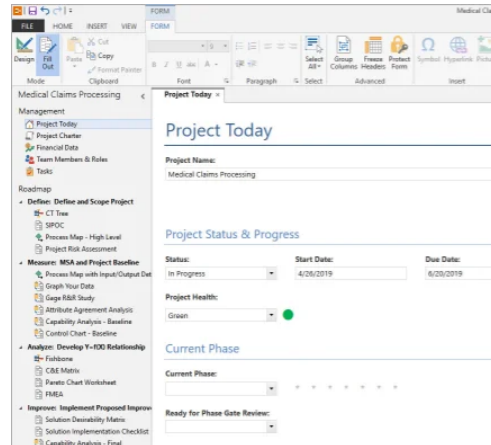 FORM
Medical Cl
FILE
HOME
INSERT
VIEW
FORM
Design
Fill Out
Mode
Paste
Cut
Copy
Format Painter
Clipboard
Font
Paragraph
Select All
Select
Group Columns
Freeze Headers
Protect Form
Advanced
Symbol
Hyperlink
Pictu
Insert
Medical Claims Processing
Management
Project Today
Project Charter
Financial Data
Team Members & Roles
Tasks
Roadmap
Define: Define and Scope Project
CT Tree
SIPOC
Process Map - High Level
Project Risk Assessment
Measure: MSA and Project Baseline
Process Map with Input/Output Dat
Graph Your Data
Gage R&R Study
Attribute Agreement Analysis
Capability Analysis - Baseline
Control Chart - Baseline
Analyze: Develop Y=f(X) Relationship
Fishbone
C&E Matrix
Pareto Chart Worksheet
FMEA
Improve: Implement Proposed Improv
Solution Desirability Matrix
Solution Implementation Checklist
Capability Analysis - Final
Project Today ×
Project Today
Project Name:
Medical Claims Processing
Project Status & Progress
Status:
Start Date:
Due Date:
In Progress
4/26/2019
6/20/2019
Project Health:
Green
Current Phase
Current Phase:
* * * * * * *
Ready for Phase Gate Review: